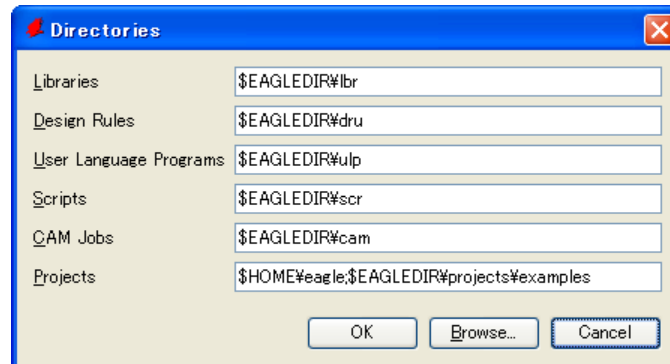 Directories
Libraries $EAGLEDIR¥lbr
Design Rules $EAGLEDIR¥dru
User Language Programs $EAGLEDIR¥ulp
Scripts $EAGLEDIR¥scr
CAM Jobs $EAGLEDIR¥cam
Projects $HOME¥eagle;$EAGLEDIR¥projects¥examples
OK Browse... Cancel